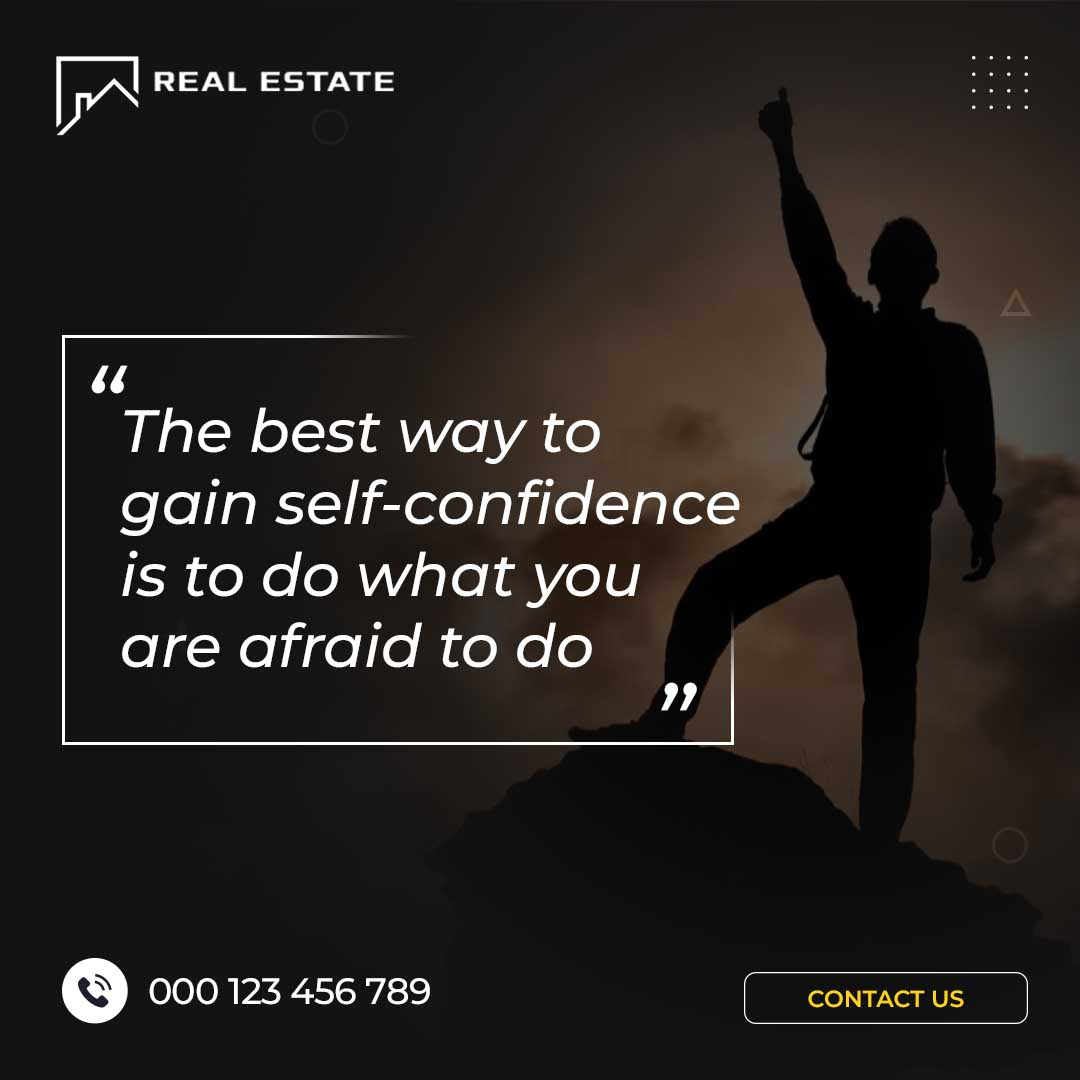 REAL ESTATE
“
The best way to
gain self-confidence
is to do what you
are afraid to do
”
000 123 456 789
CONTACT US